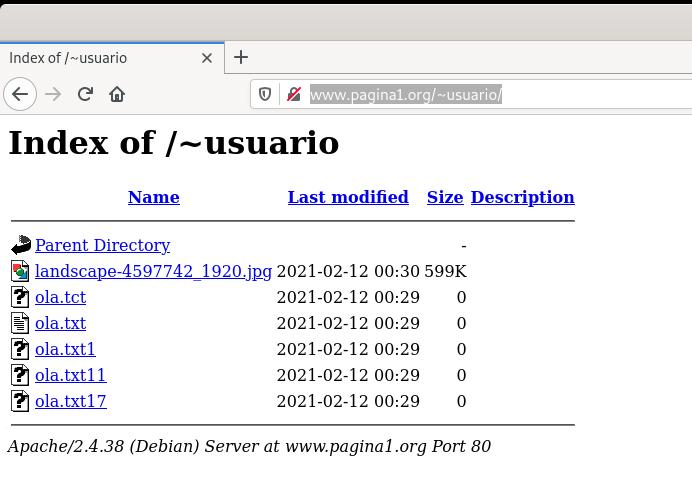 Index of /~usuario
www.pagina1.org/~usuario/
Index of /~usuario
Name Last modified Size Description
Parent Directory -
landscape-4597742_1920.jpg 2021-02-12 00:30 599K
ola.tct 2021-02-12 00:29 0
ola.txt 2021-02-12 00:29 0
ola.txt1 2021-02-12 00:29 0
ola.txt11 2021-02-12 00:29 0
ola.txt17 2021-02-12 00:29 0
Apache/2.4.38 (Debian) Server at www.pagina1.org Port 80